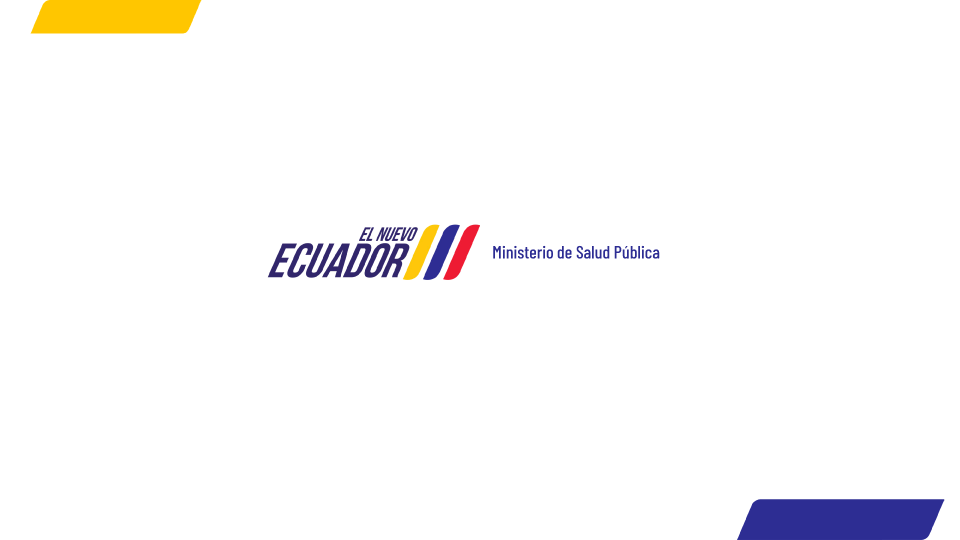 EL NUEVO
ECUADOR
Ministerio de Salud Pública